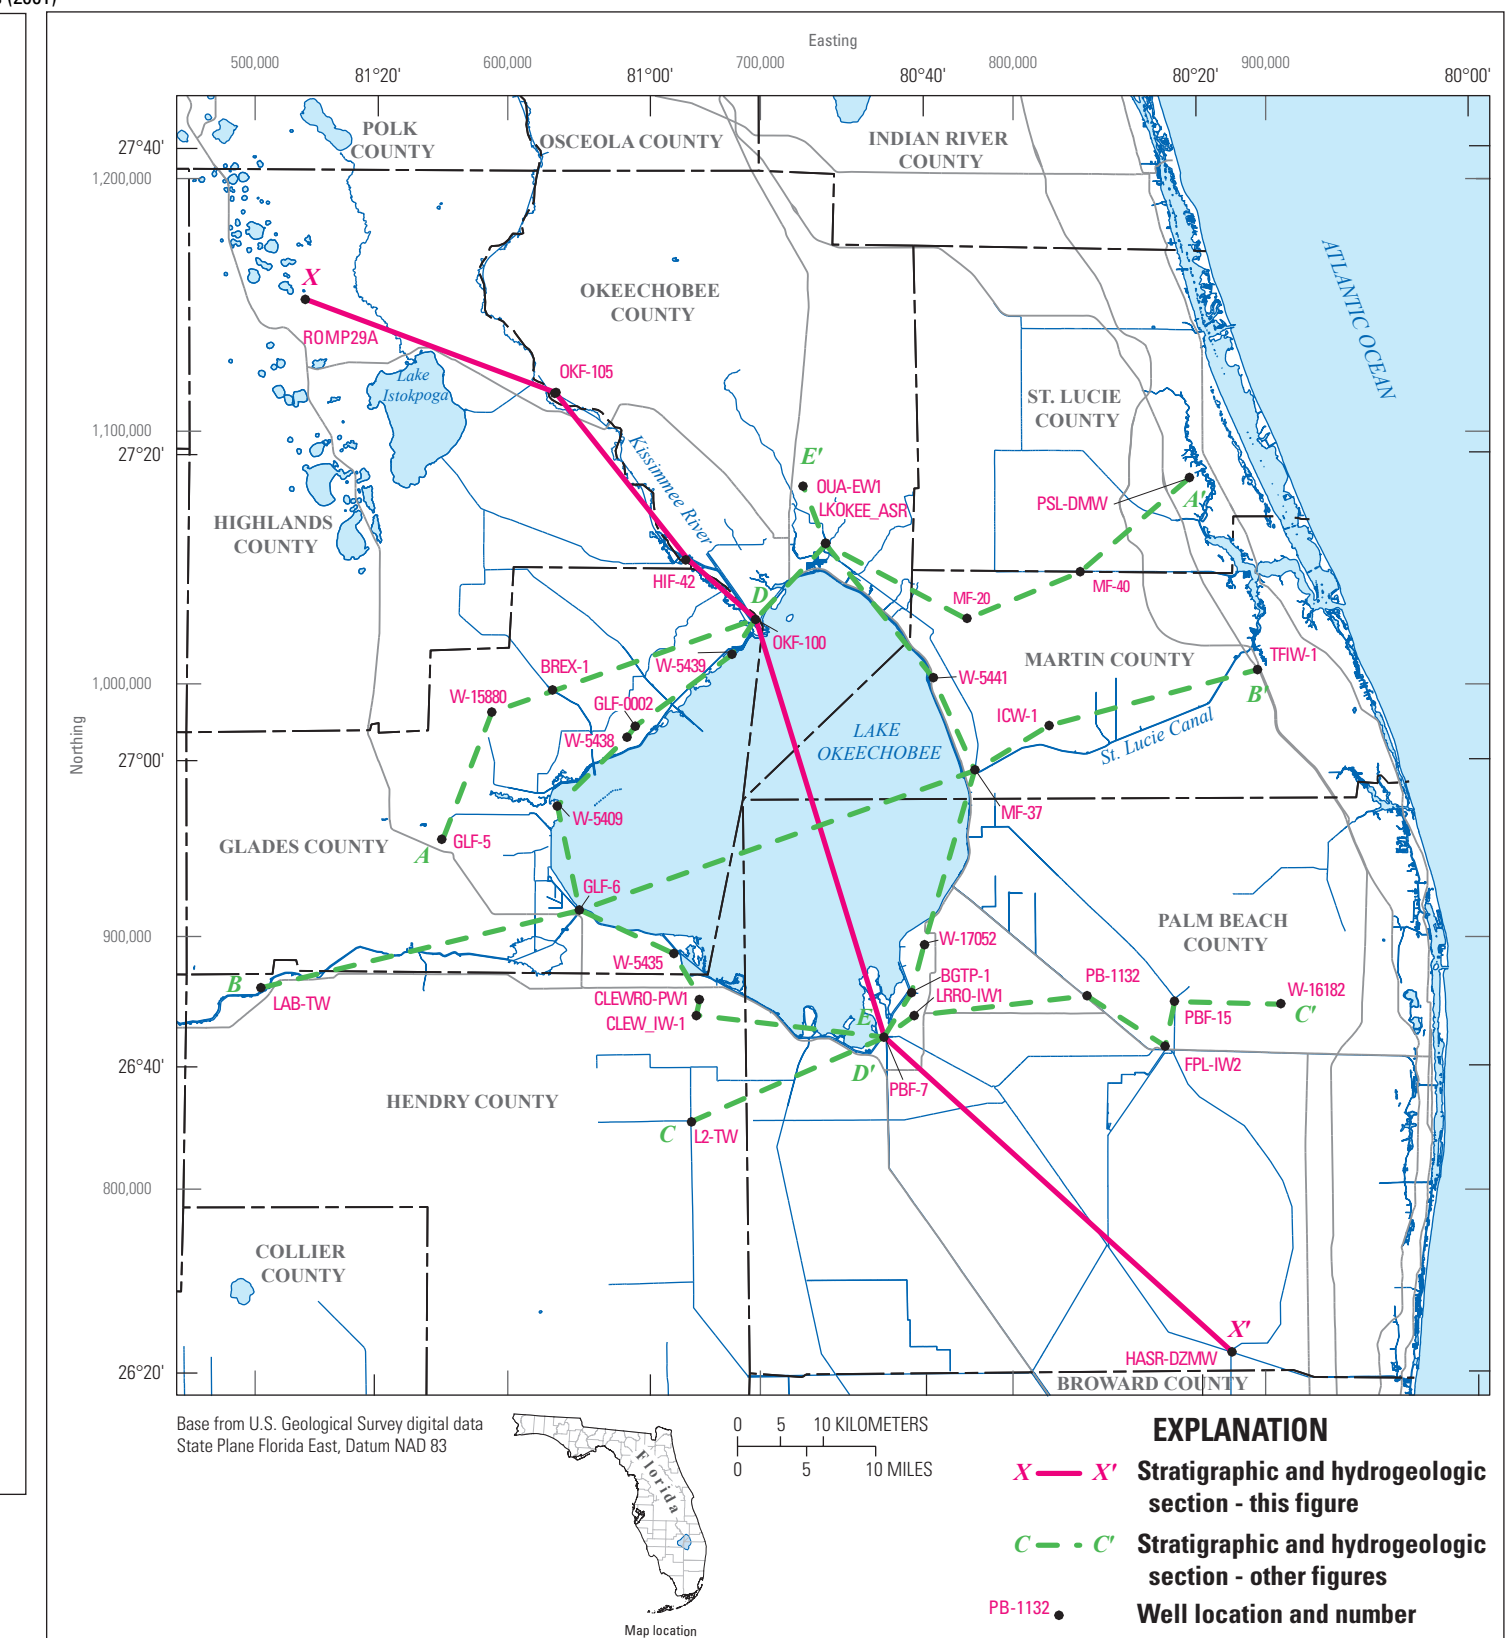 (2001)
Easting
500,000
600,000
700,000
800,000
900,000
81°20'
81°00'
80°40'
80°20'
80°00'
POLK
COUNTY
OSCEOLA COUNTY
INDIAN RIVER
COUNTY
27°40'
1,200,000
ATLANTIC OCEAN
X
ROMP29A
OKEECHOBEE
COUNTY
OKF-105
Lake
Istokpoga
ST. LUCIE
COUNTY
1,100,000
27°20'
Kissimmee River
E'
OUA-EW1
LKOKEE_ASR
PSL-DMW
A'
HIGHLANDS
COUNTY
HIF-42
D
MF-20
MF-40
OKF-100
W-5439
BREX-1
MARTIN COUNTY
TFIW-1
B'
1,000,000
W-15880
GLF-0002
W-5441
ICW-1
W-5438
LAKE
OKEECHOBEE
St. Lucie Canal
Northing
27°00'
W-5409
MF-37
GLADES COUNTY
A
GLF-5
GLF-6
PALM BEACH
COUNTY
900,000
W-17052
W-5435
B
LAB-TW
BGTP-1
PB-1132
W-16182
CLEWRO-PW1
LRRO-IW1
CLEW_IW-1
E
PBF-15
C'
26°40'
D'
FPL-IW2
PBF-7
HENDRY COUNTY
C
L2-TW
800,000
COLLIER
COUNTY
X'
HASR-DZMW
26°20'
BROWARD COUNTY
Base from U.S. Geological Survey digital data
State Plane Florida East, Datum NAD 83
Florida
Map location
0 5 10 KILOMETERS
0 5 10 MILES
EXPLANATION
X X' Stratigraphic and hydrogeologic
section - this figure
C C' Stratigraphic and hydrogeologic
section - other figures
PB-1132 Well location and number